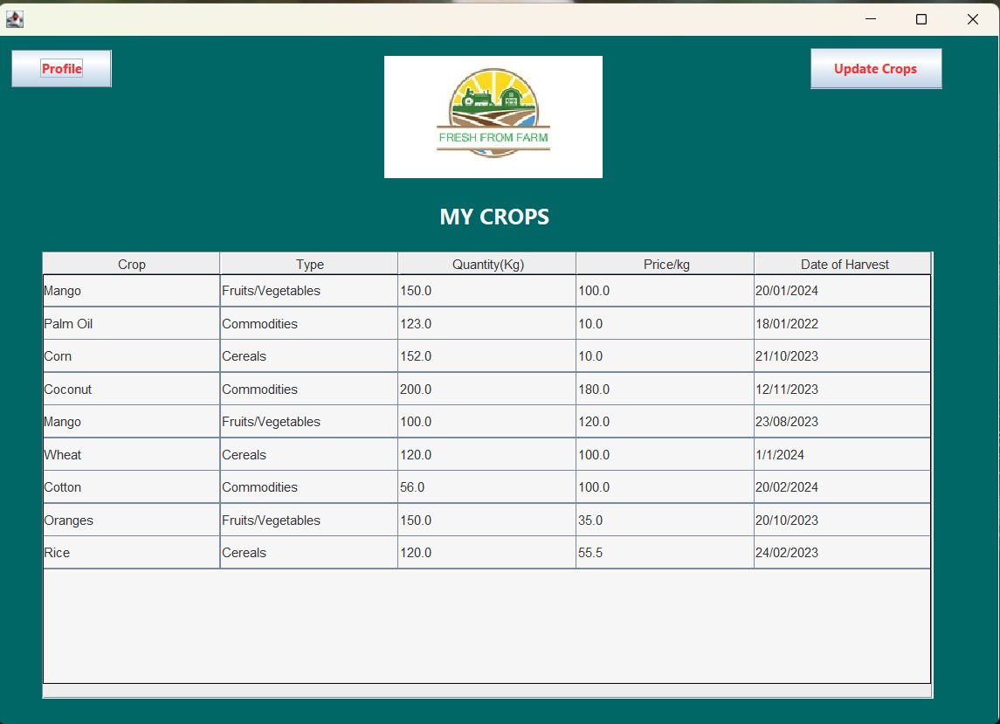 Profile
Update Crops
FRESH FROM FARM
MY CROPS
Crop Type Quantity(Kg) Price/kg Date of Harvest
Mango Fruits/Vegetables 150.0 100.0 20/01/2024
Palm Oil Commodities 123.0 10.0 18/01/2022
Corn Cereals 152.0 10.0 21/10/2023
Coconut Commodities 200.0 180.0 12/11/2023
Mango Fruits/Vegetables 100.0 120.0 23/08/2023
Wheat Cereals 120.0 100.0 1/1/2024
Cotton Commodities 56.0 100.0 20/02/2024
Oranges Fruits/Vegetables 150.0 35.0 20/10/2023
Rice Cereals 120.0 55.5 24/02/2023